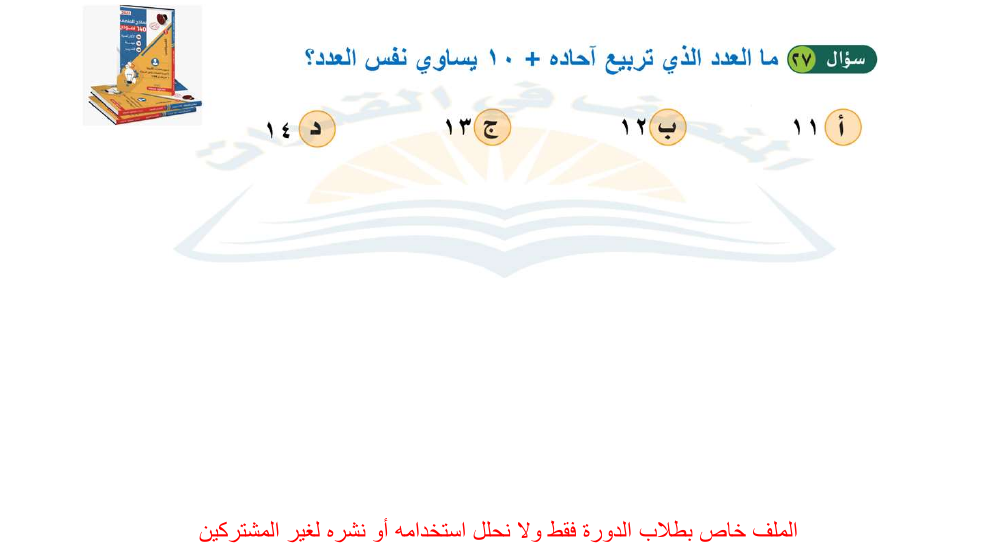 سؤال ٢٧ ما العدد الذي تربيع آحاده + ١٠ يساوي نفس العدد؟
أ ١١ ب ١٢ ج ١٣ د ١٤
الملف خاص بطلاب الدورة فقط ولا نحلل استخدامه أو نشره لغير المشتركين